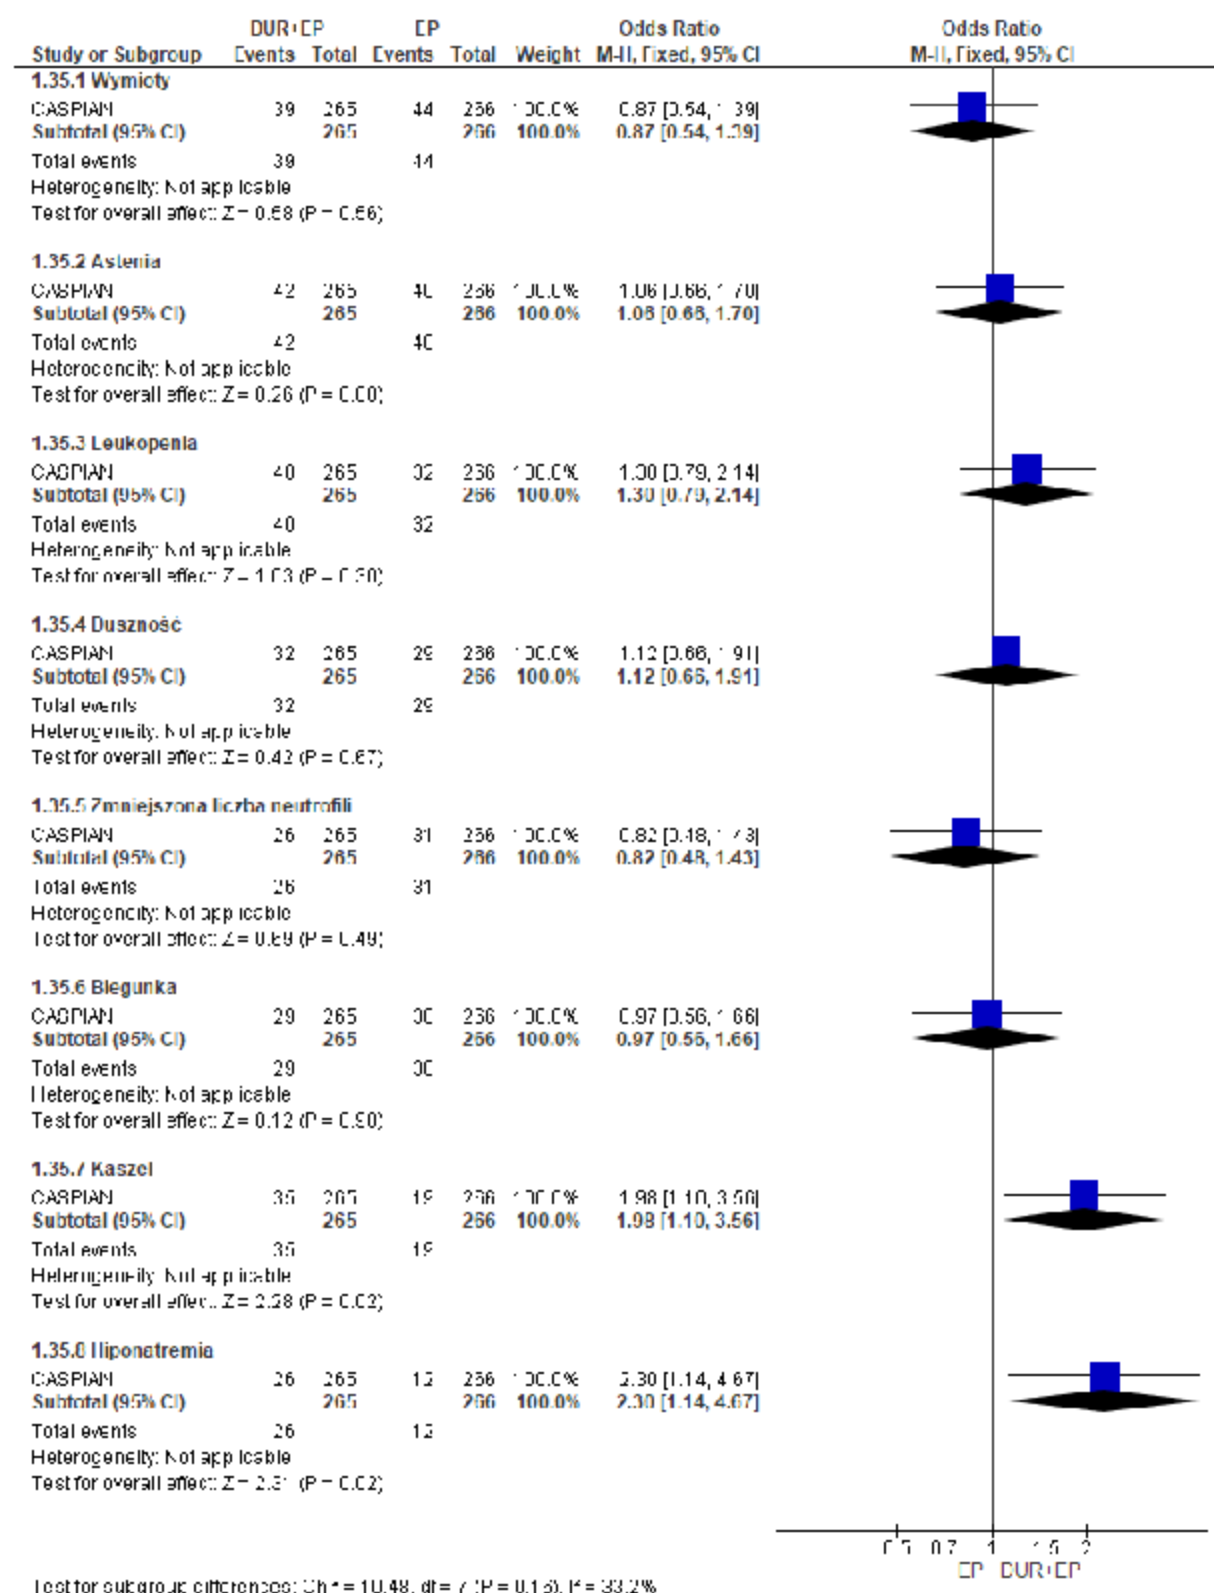 DUR+EP EP Odds Ratio Odds Ratio
Study or Subgroup Events Total Events Total Weight M-H, Fixed, 95% CI M-H, Fixed, 95% CI
1.35.1 Wymioty
CASPIAN 39 265 44 266 100.0% 0.87 [0.54, 1.39]
Subtotal (95% CI) 265 266 100.0% 0.87 [0.54, 1.39]
Total events 39 44
Heterogeneity: Not applicable
Test for overall effect: Z = 0.58 (P = 0.56)
1.35.2 Astenia
CASPIAN 42 265 40 266 100.0% 1.06 [0.66, 1.70]
Subtotal (95% CI) 265 266 100.0% 1.06 [0.66, 1.70]
Total events 42 40
Heterogeneity: Not applicable
Test for overall effect: Z = 0.26 (P =
1.35.3 Leukopenia
CASPIAN 40 265 32 266 100.0% 1.30 [0.79, 2.14]
Subtotal (95% CI) 265 266 100.0% 1.30 [0.79, 2.14]
Total events 40 32
Heterogeneity: Not applicable
Test for overall effect: Z = 1.03 (P = 0.30)
1.35.4 Duszność
CASPIAN 32 265 29 266 100.0% 1.12 [0.66, 1.91]
Subtotal (95% CI) 265 266 100.0% 1.12 [0.66, 1.91]
Total events 32 29
Heterogeneity: Not applicable
Test for overall effect: Z = 0.42 (P = 0.67)
1.35.5 Zmniejszona liczba neutrofili
CASPIAN 26 265 31 266 100.0% 0.82 [0.48, 1.43]
Subtotal (95% CI) 265 266 100.0% 0.82 [0.48, 1.43]
Total events 26 31
Heterogeneity: Not applicable
Test for overall effect: Z = 0.69 (P = 0.49)
1.35.6 Biegunka
CASPIAN 29 265 30 266 100.0% 0.97 [0.56, 1.66]
Subtotal (95% CI) 265 266 100.0% 0.97 [0.56, 1.66]
Total events 29 30
Heterogeneity: Not applicable
Test for overall effect: Z = 0.12 (P = 0.90)
1.35.7 Kaszel
CASPIAN 35 265 19 266 100.0% 1.98 [1.10, 3.56]
Subtotal (95% CI) 265 266 100.0% 1.98 [1.10, 3.56]
Total events 35 19
Heterogeneity: Not applicable
Test for overall effect: Z = 2.28 (P = 0.02)
1.35.8 Hiponatremia
CASPIAN 26 265 12 266 100.0% 2.30 [1.14, 4.67]
Subtotal (95% CI) 265 266 100.0% 2.30 [1.14, 4.67]
Total events 26 12
Heterogeneity: Not applicable
Test for overall effect: Z = 2.31 (P = 0.02)
0.5 0.7 1 1.5 2
EP DUR+EP
Test for subgroup differences: Chi² = 10.48, df = 7 (P = 0.16), I² = 33.2%